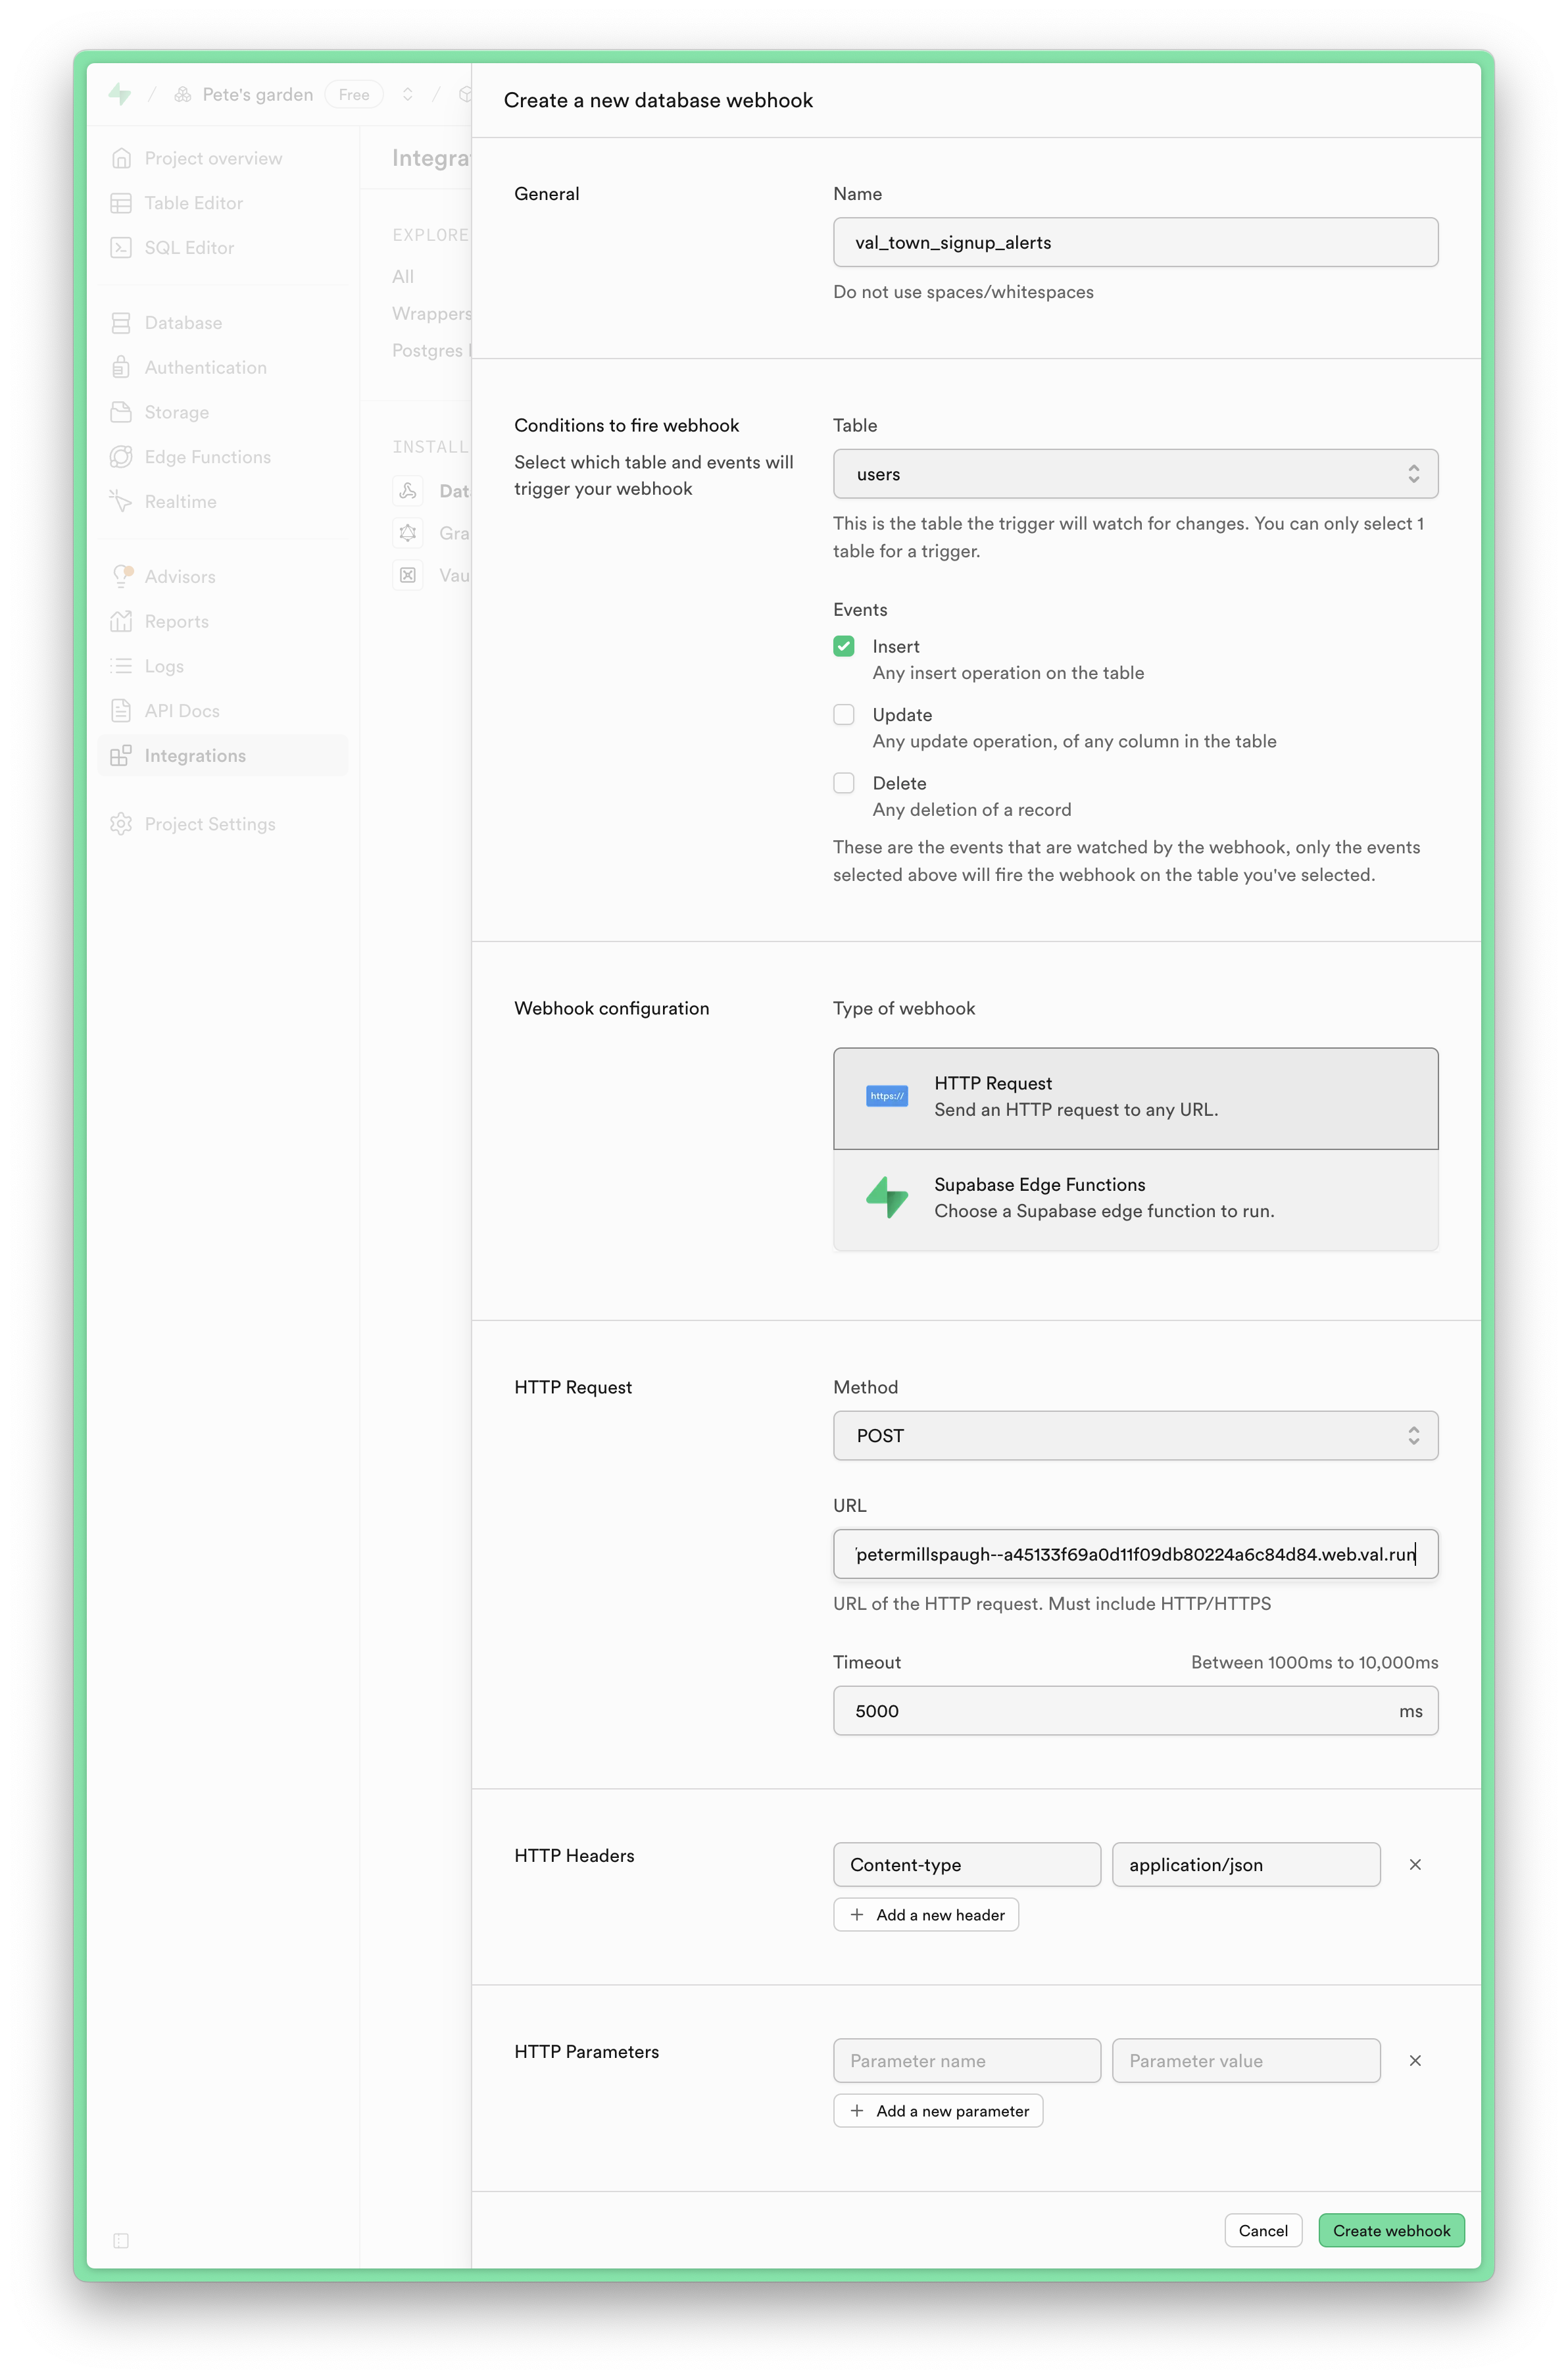 / Pete's garden Free /
Project overview
Table Editor
SQL Editor
Database
Authentication
Storage
Edge Functions
Realtime
Advisors
Reports
Logs
API Docs
Integrations
Project Settings
Integra
EXPLORE
All
Wrappers
Postgres
INSTALL
Dat
Gra
Vau
Create a new database webhook
General
Name
val_town_signup_alerts
Do not use spaces/whitespaces
Conditions to fire webhook
Select which table and events will
trigger your webhook
Table
users
This is the table the trigger will watch for changes. You can only select 1
table for a trigger.
Events
Insert
Any insert operation on the table
Update
Any update operation, of any column in the table
Delete
Any deletion of a record
These are the events that are watched by the webhook, only the events
selected above will fire the webhook on the table you've selected.
Webhook configuration
Type of webhook
https://
HTTP Request
Send an HTTP request to any URL.
Supabase Edge Functions
Choose a Supabase edge function to run.
HTTP Request
Method
POST
URL
petermillspaugh--a45133f69a0d11f09db80224a6c84d84.web.val.run
URL of the HTTP request. Must include HTTP/HTTPS
Timeout Between 1000ms to 10,000ms
5000 ms
HTTP Headers
Content-type application/json
Add a new header
HTTP Parameters
Parameter name Parameter value
Add a new parameter
Cancel Create webhook